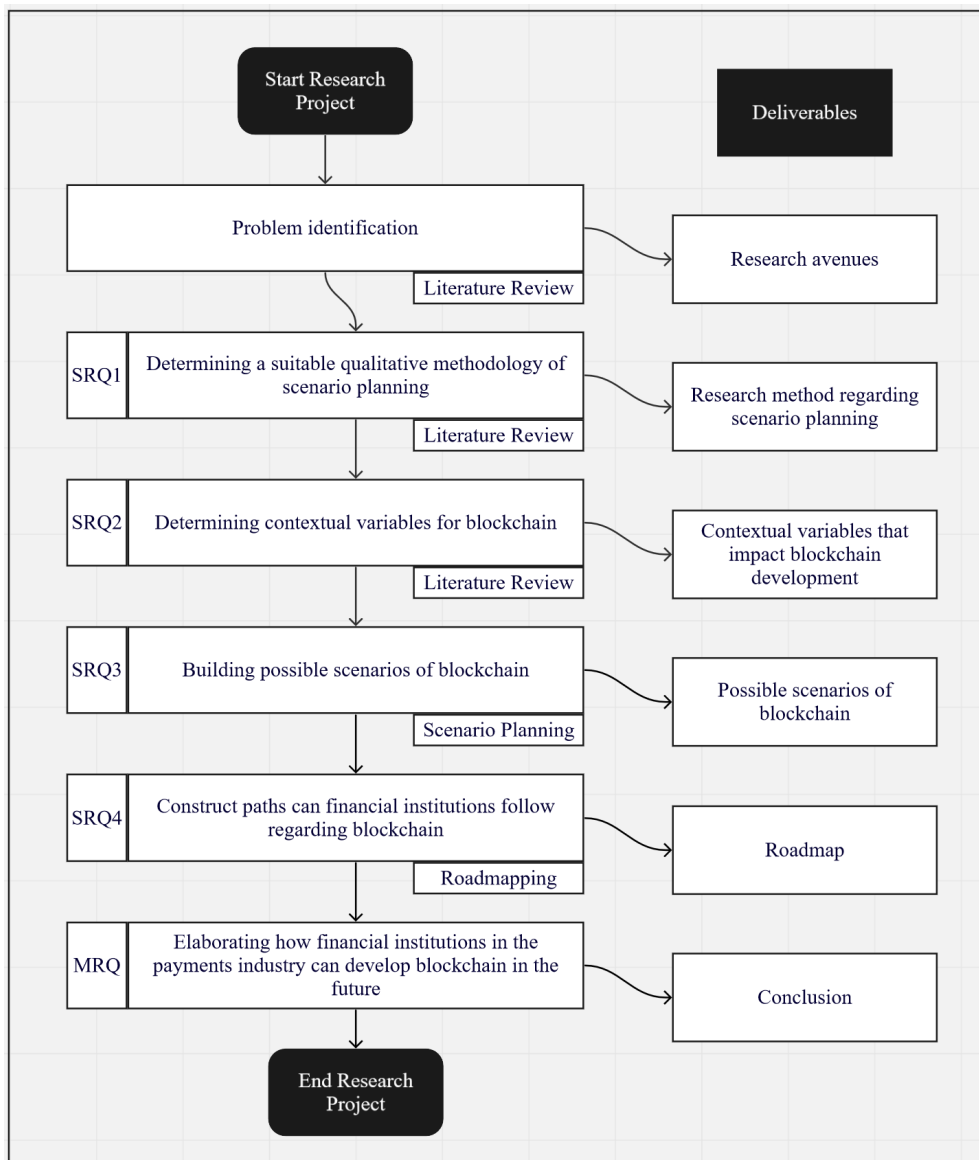 Start Research
Project
Deliverables
Problem identification
Research avenues
Literature Review
SRQ1
Determining a suitable qualitative methodology of
scenario planning
Research method regarding
scenario planning
Literature Review
SRQ2
Determining contextual variables for blockchain
Contextual variables that
impact blockchain
development
Literature Review
SRQ3
Building possible scenarios of blockchain
Possible scenarios of
blockchain
Scenario Planning
SRQ4
Construct paths can financial institutions follow
regarding blockchain
Roadmap
Roadmapping
MRQ
Elaborating how financial institutions in the
payments industry can develop blockchain in the
future
Conclusion
End Research
Project